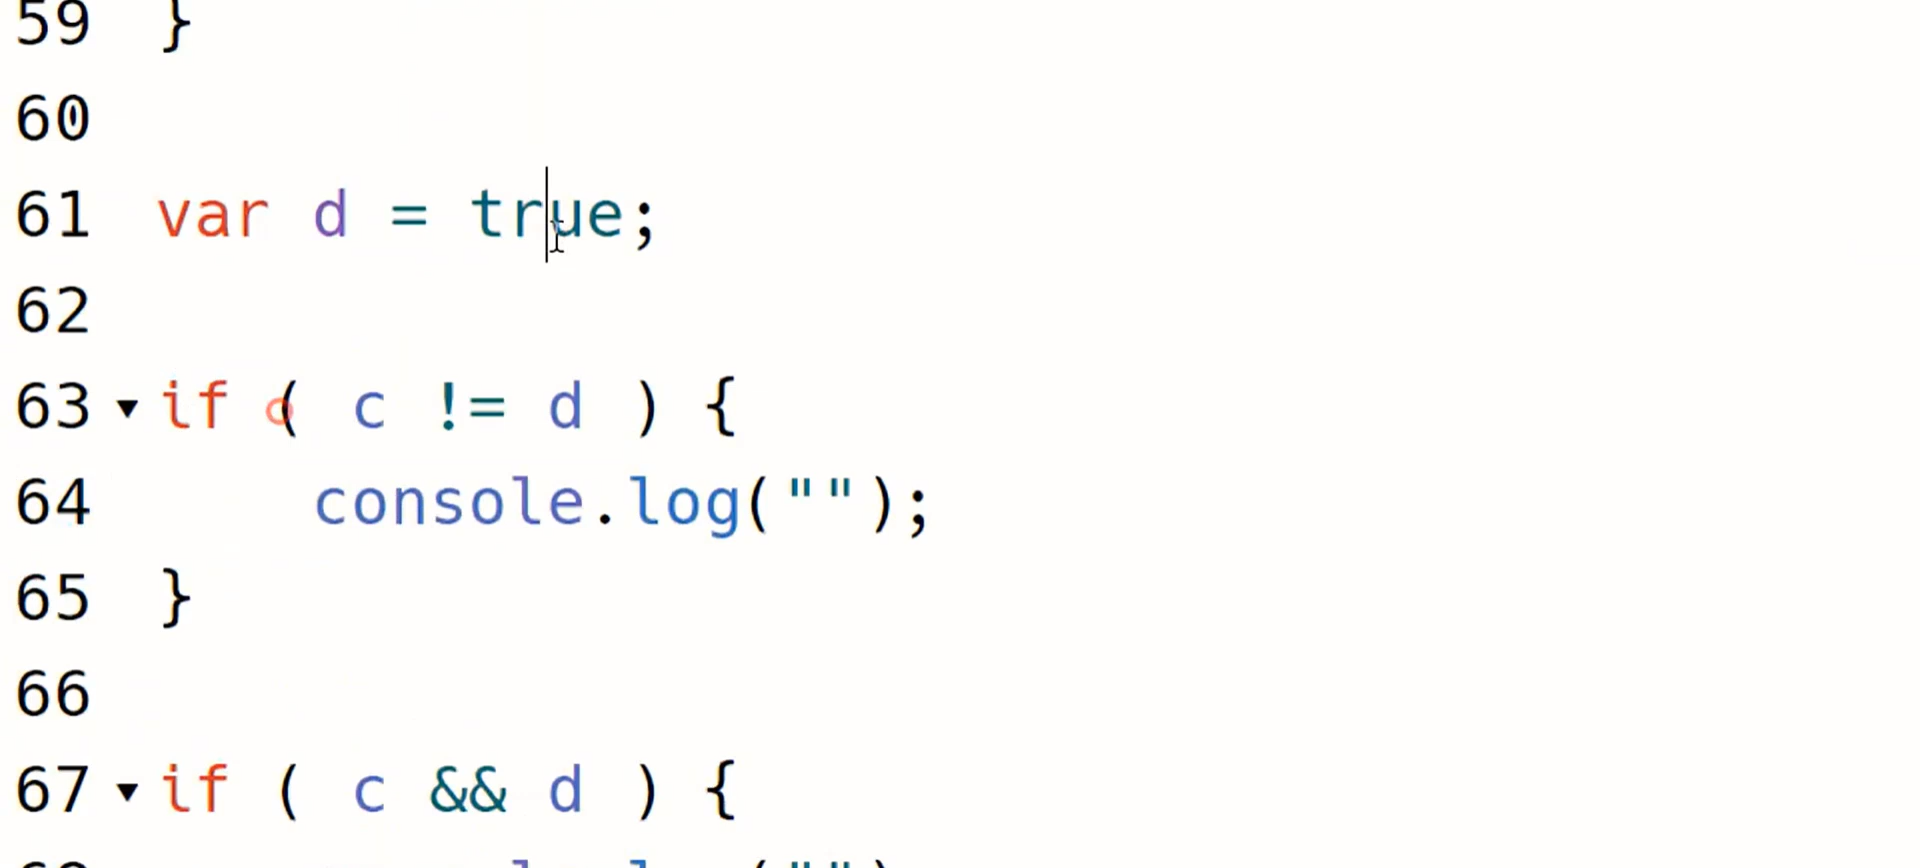 59 }
60
61 var d = true;
62
63 if ( c != d ) {
64 console.log("");
65 }
66
67 if ( c && d ) {